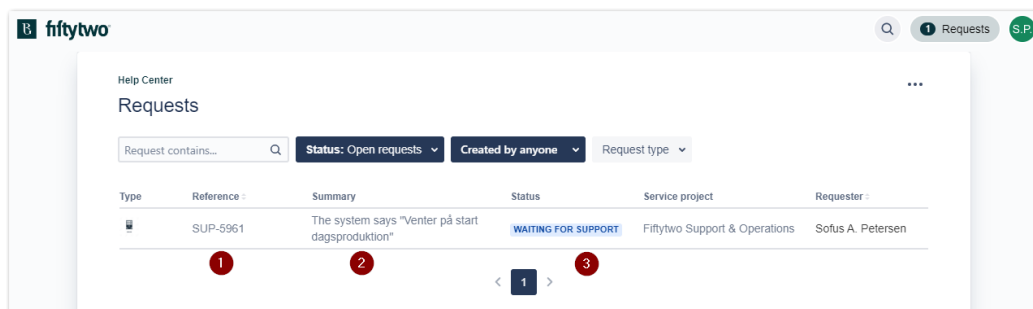 fiftytwo
1 Requests S.P.
Help Center
Requests
Request contains... Status: Open requests Created by anyone Request type
Type Reference Summary Status Service project Requester
SUP-5961 The system says "Venter på start dagsproduktion" WAITING FOR SUPPORT Fiftytwo Support & Operations Sofus A. Petersen
1 2 3
1